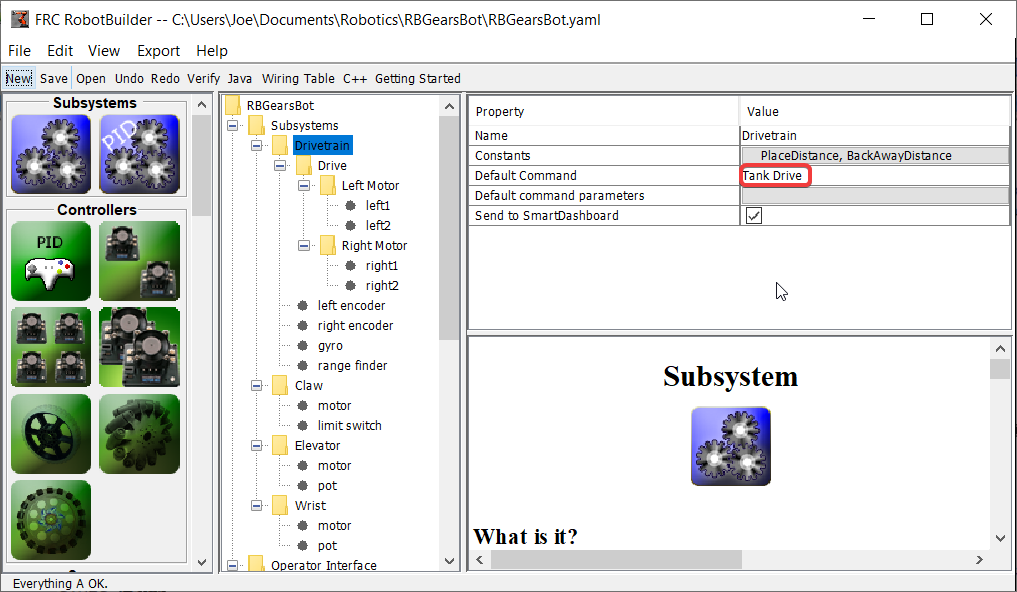 FRC RobotBuilder -- C:\Users\Joe\Documents\Robotics\RBGearsBot\RBGearsBot.yaml
File Edit View Export Help
New Save Open Undo Redo Verify Java Wiring Table C++ Getting Started
Subsystems
PID
Controllers
PID
RBGearsBot
Subsystems
Drivetrain
Drive
Left Motor
left1
left2
Right Motor
right1
right2
left encoder
right encoder
gyro
range finder
Claw
motor
limit switch
Elevator
motor
pot
Wrist
motor
pot
Operator Interface
Property Value
Name Drivetrain
Constants PlaceDistance, BackAwayDistance
Default Command Tank Drive
Default command parameters
Send to SmartDashboard
Subsystem
What is it?
Everything A OK.